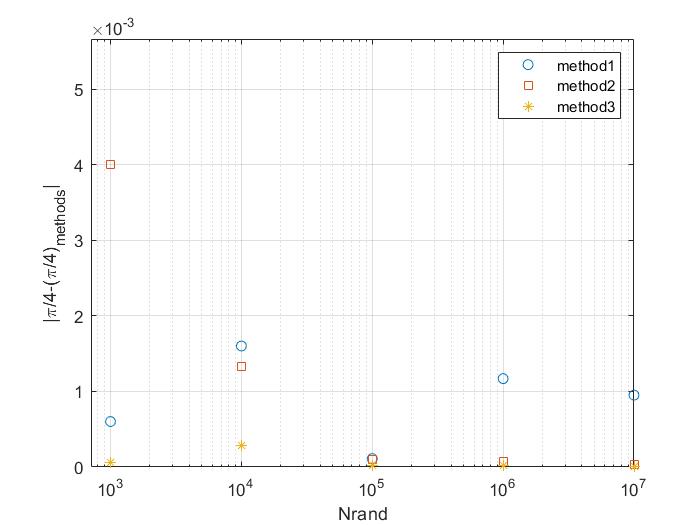 ×10⁻³
5
4
3
2
1
0
|π/4-(π/4)methods|
10³ 10⁴ 10⁵ 10⁶ 10⁷
Nrand
method1
method2
method3